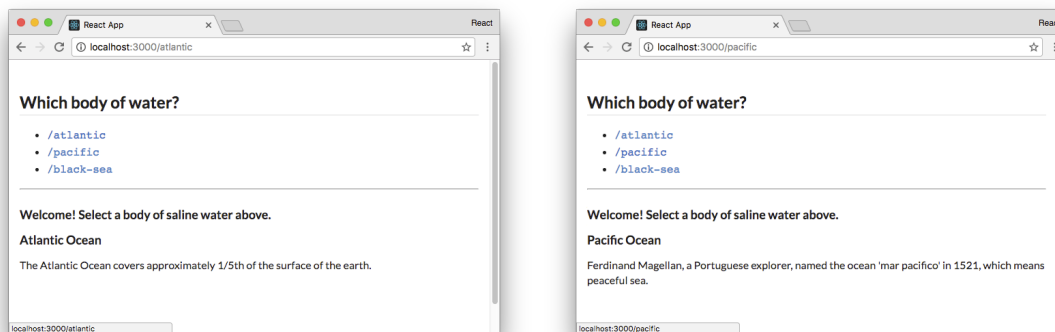 React App
React
localhost:3000/atlantic
Which body of water?
/atlantic
/pacific
/black-sea
Welcome! Select a body of saline water above.
Atlantic Ocean
The Atlantic Ocean covers approximately 1/5th of the surface of the earth.
localhost:3000/atlantic
React App
Reac
localhost:3000/pacific
Which body of water?
/atlantic
/pacific
/black-sea
Welcome! Select a body of saline water above.
Pacific Ocean
Ferdinand Magellan, a Portuguese explorer, named the ocean 'mar pacifico' in 1521, which means
peaceful sea.
localhost:3000/pacific